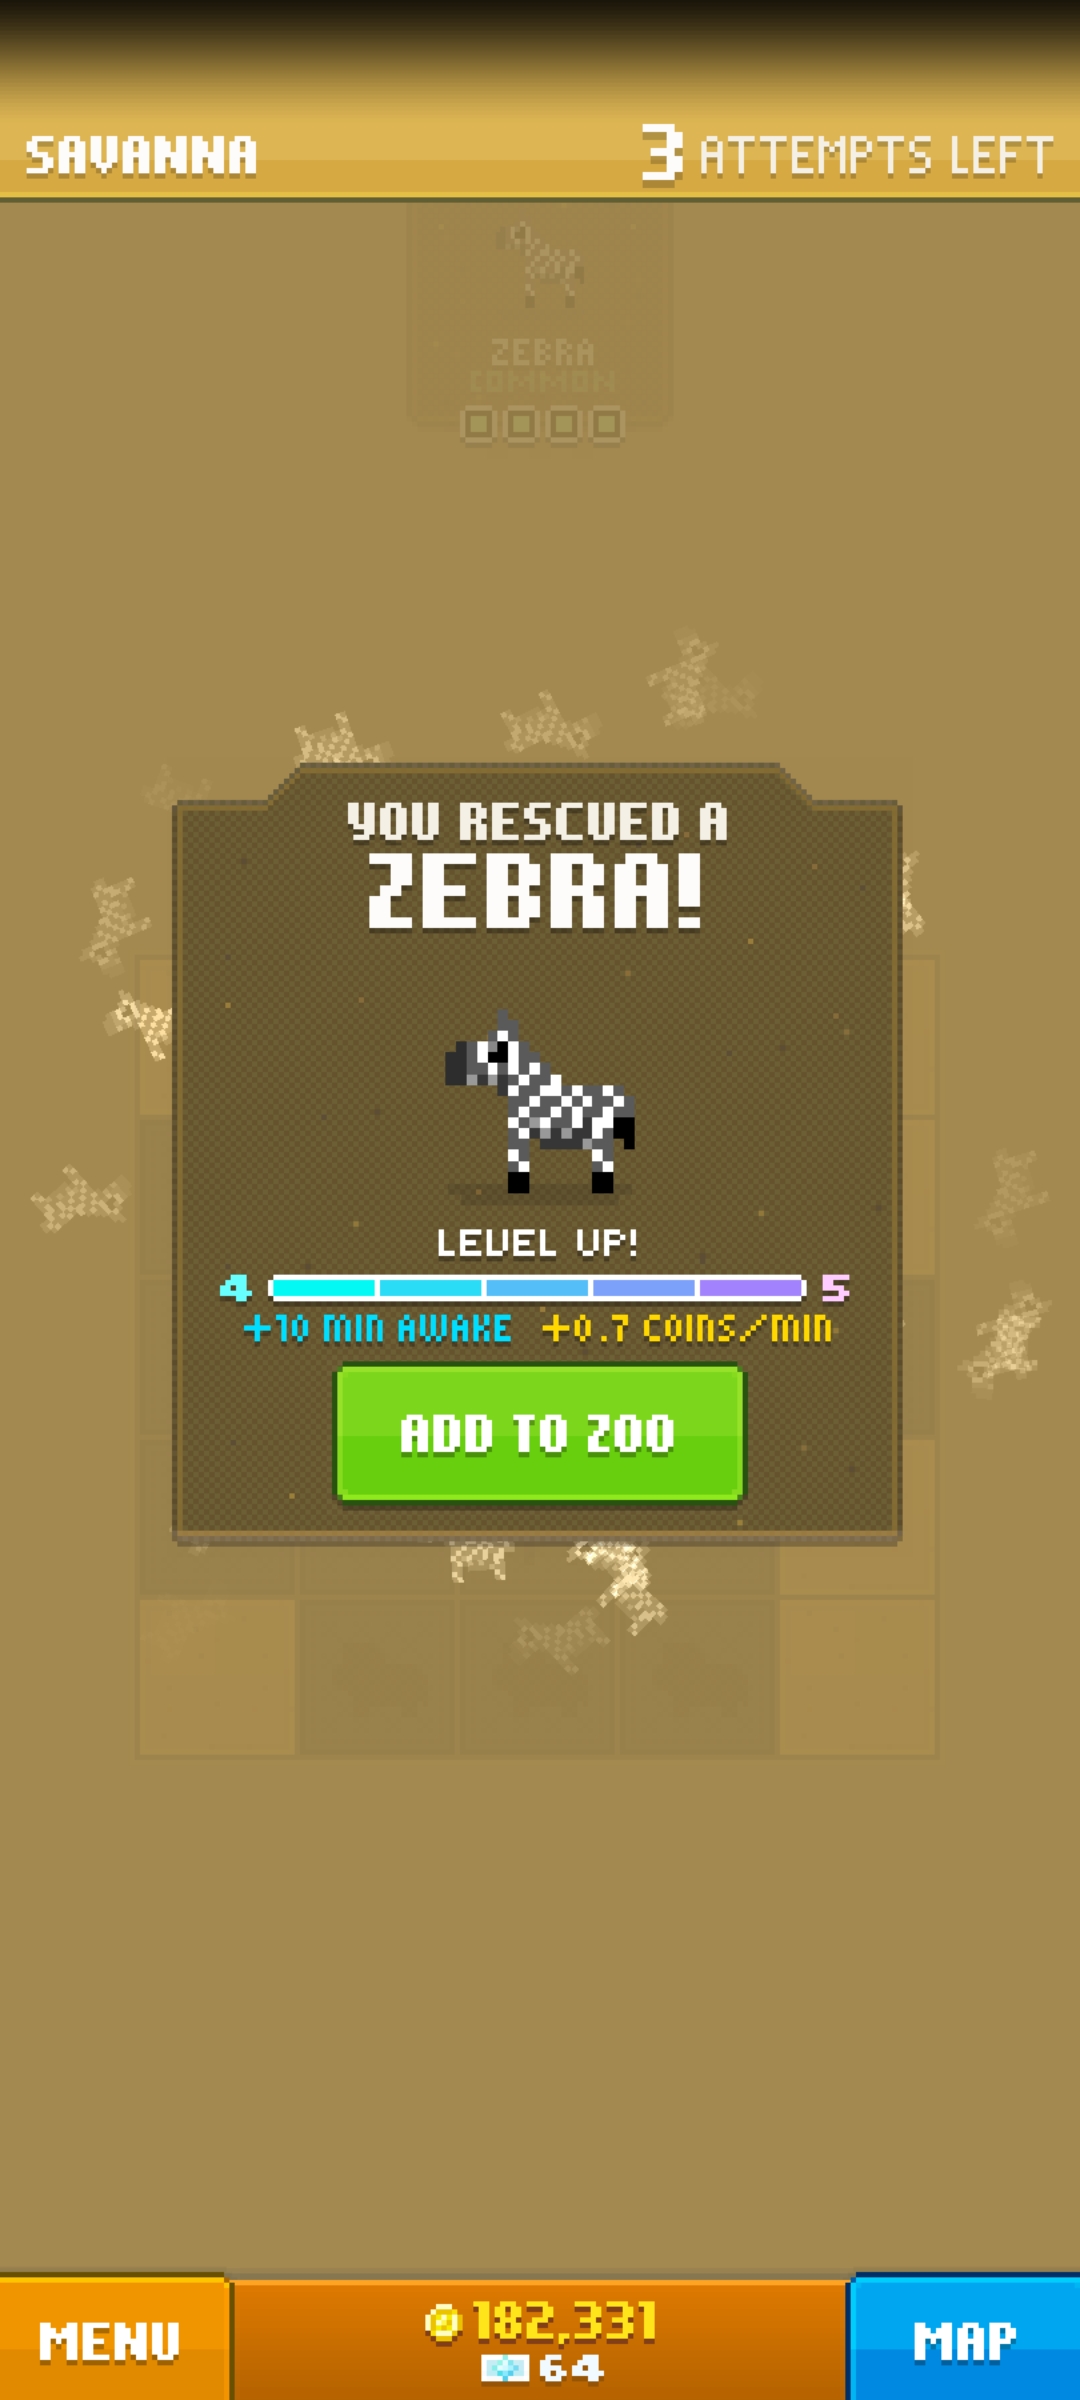 SAVANNA
3 ATTEMPTS LEFT
ZEBRA
COMMON
YOU RESCUED A
ZEBRA!
LEVEL UP!
4 5
+10 MIN AWAKE +0.7 COINS/MIN
ADD TO ZOO
MENU
182,331
64
MAP